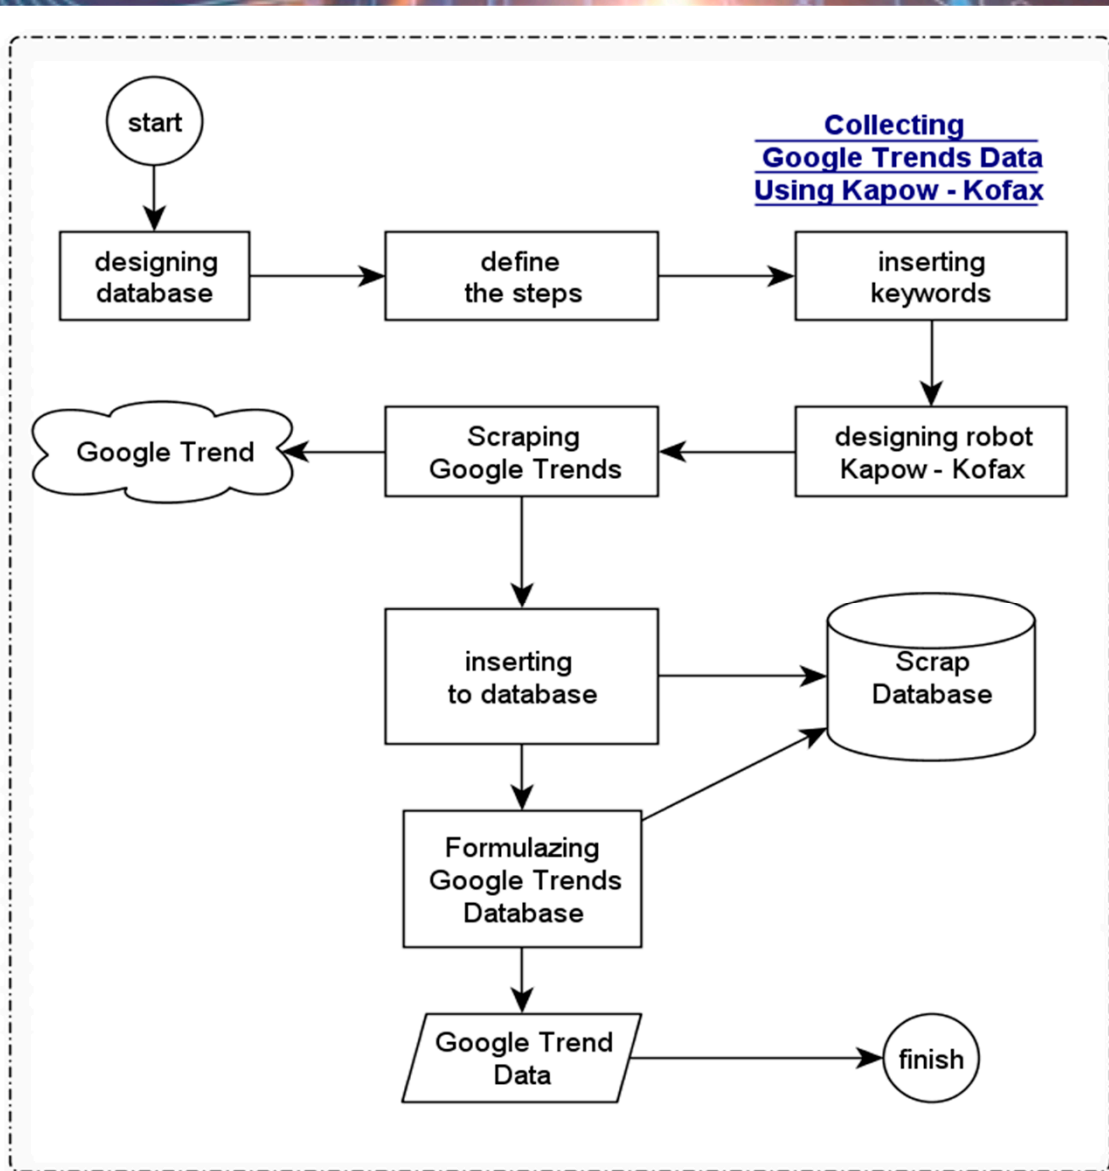 start
Collecting
Google Trends Data
Using Kapow - Kofax
designing
database
define
the steps
inserting
keywords
Google Trend
Scraping
Google Trends
designing robot
Kapow - Kofax
inserting
to database
Scrap
Database
Formulazing
Google Trends
Database
Google Trend
Data
finish